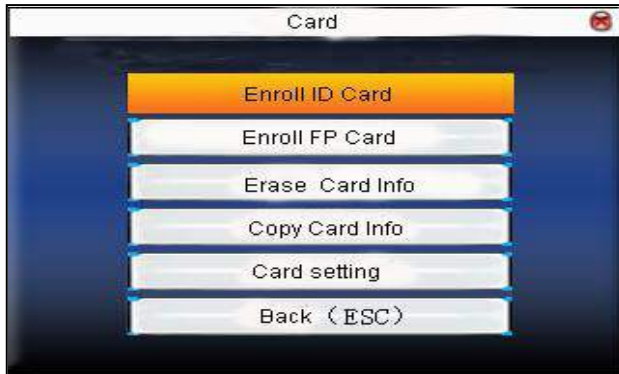 Card
Enroll ID Card
Enroll FP Card
Erase Card Info
Copy Card Info
Card setting
Back （ESC）